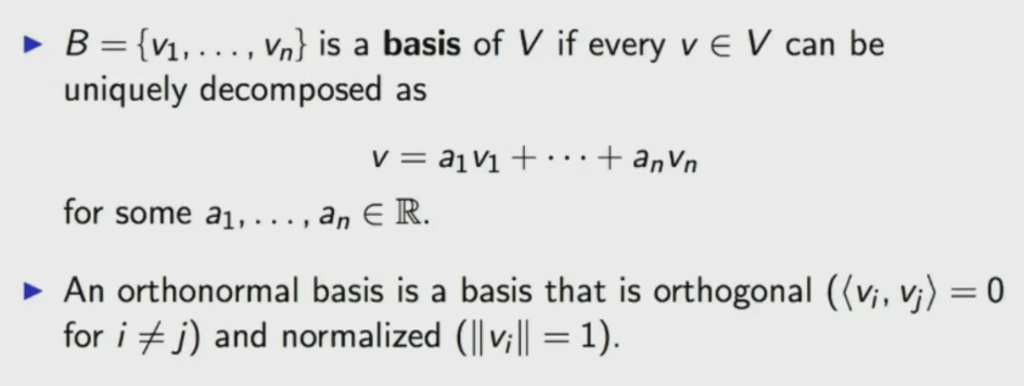 ▶ B = {v₁, . . . , vₙ} is a basis of V if every v ∈ V can be
uniquely decomposed as
v = a₁v₁ + · · · + aₙvₙ
for some a₁, . . . , aₙ ∈ ℝ.
▶ An orthonormal basis is a basis that is orthogonal (⟨vᵢ, vⱼ⟩ = 0
for i ≠ j) and normalized (‖vᵢ‖ = 1).